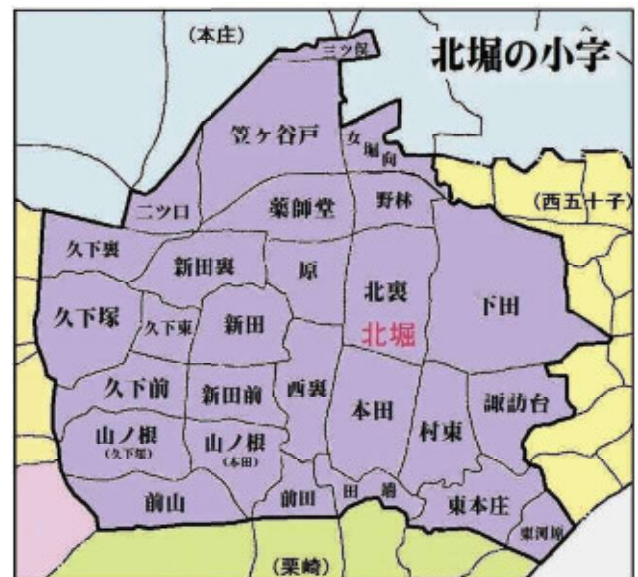 (本庄)
三ツ保
北堀の小字
笠ヶ谷戸
女堀向
(西五十子)
二ツ口
薬師堂
野林
久下裏
新田裏
原
北裏
下田
久下塚
久下東
新田
北堀
久下前
新田前
西裏
本田
村東
諏訪台
山ノ根
(久下塚)
山ノ根
(本田)
前山
前田
田端
東本庄
東河原
(栗崎)